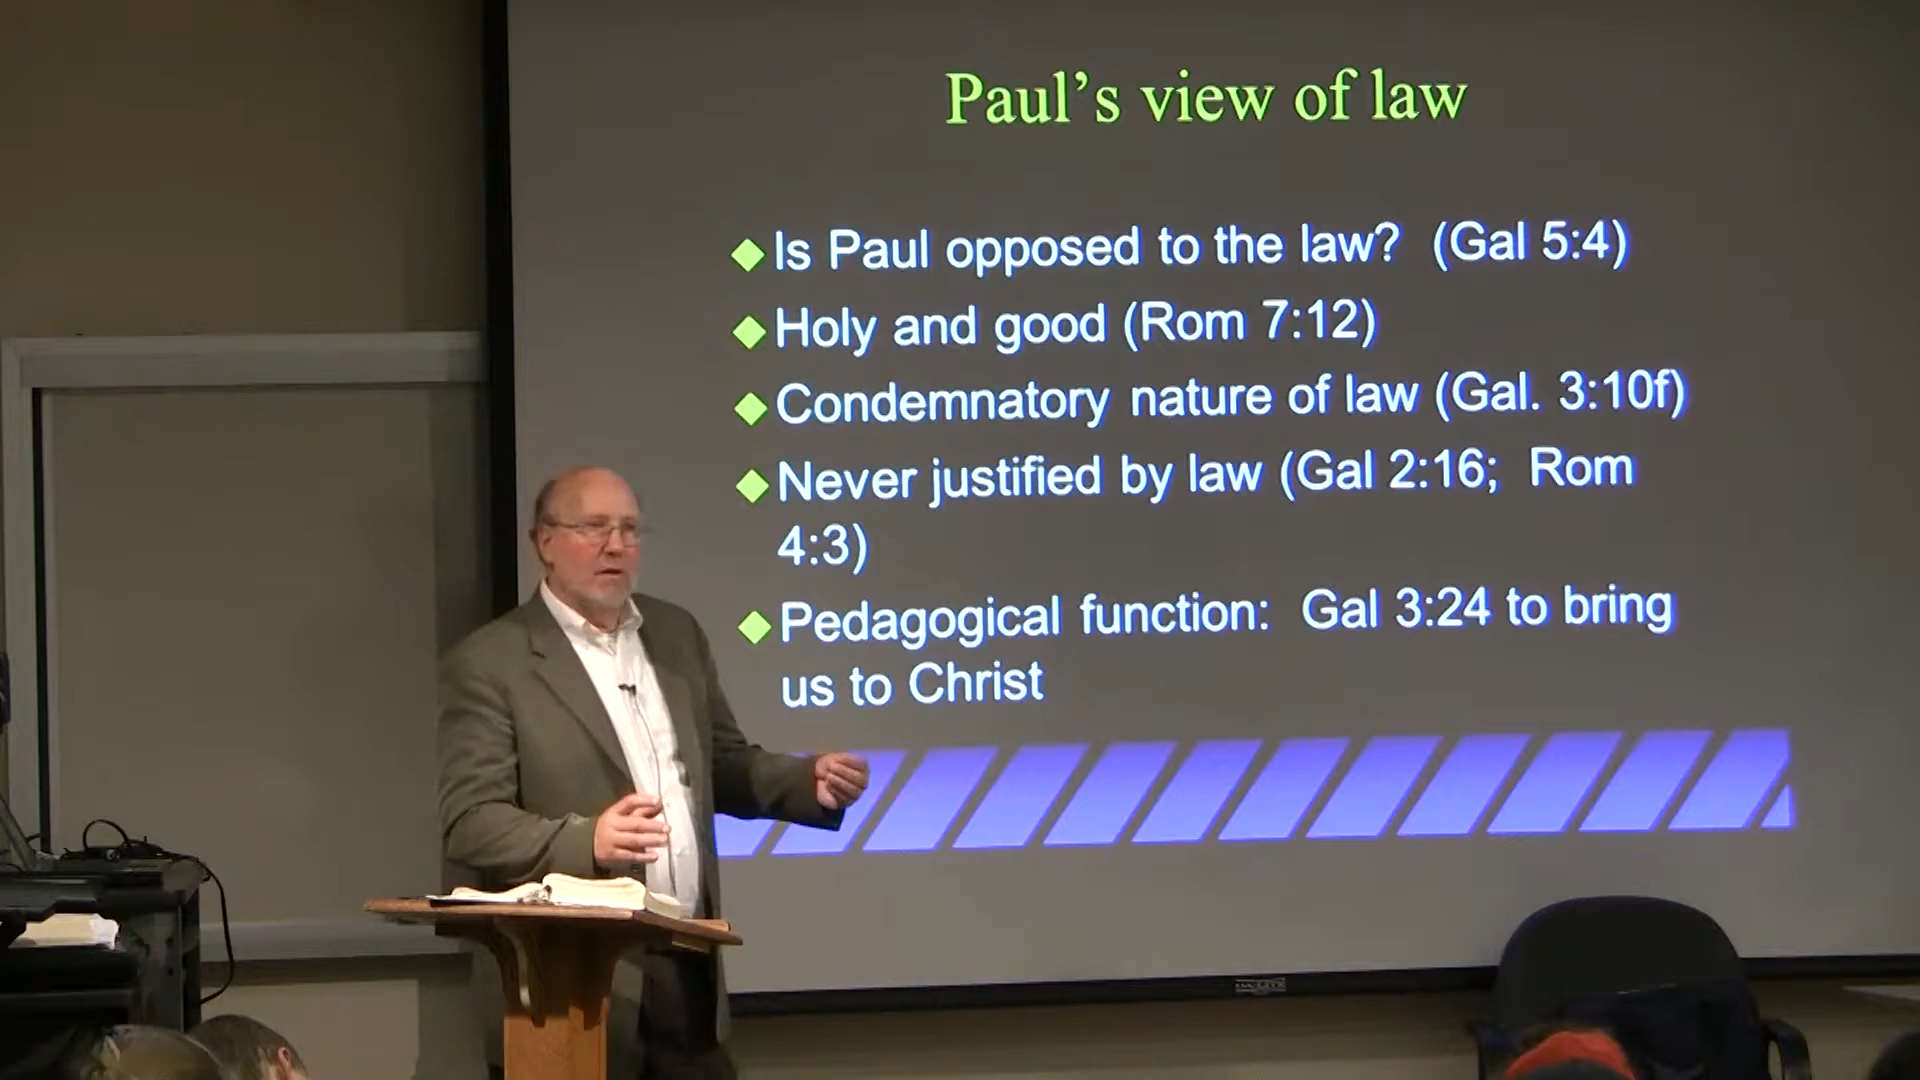 Paul's view of law
Is Paul opposed to the law? (Gal 5:4)
Holy and good (Rom 7:12)
Condemnatory nature of law (Gal. 3:10f)
Never justified by law (Gal 2:16; Rom
4:3)
Pedagogical function: Gal 3:24 to bring
us to Christ